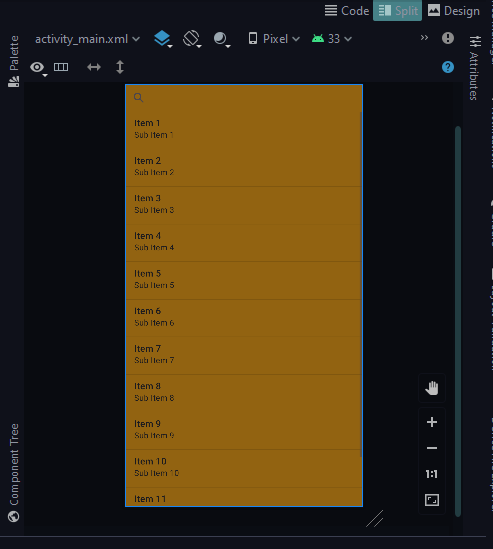 Code Split Design
activity_main.xml Pixel 33
Palette
Attributes
Item 1
Sub Item 1
Item 2
Sub Item 2
Item 3
Sub Item 3
Item 4
Sub Item 4
Item 5
Sub Item 5
Item 6
Sub Item 6
Item 7
Sub Item 7
Item 8
Sub Item 8
Item 9
Sub Item 9
Item 10
Sub Item 10
Item 11
1:1
Component Tree